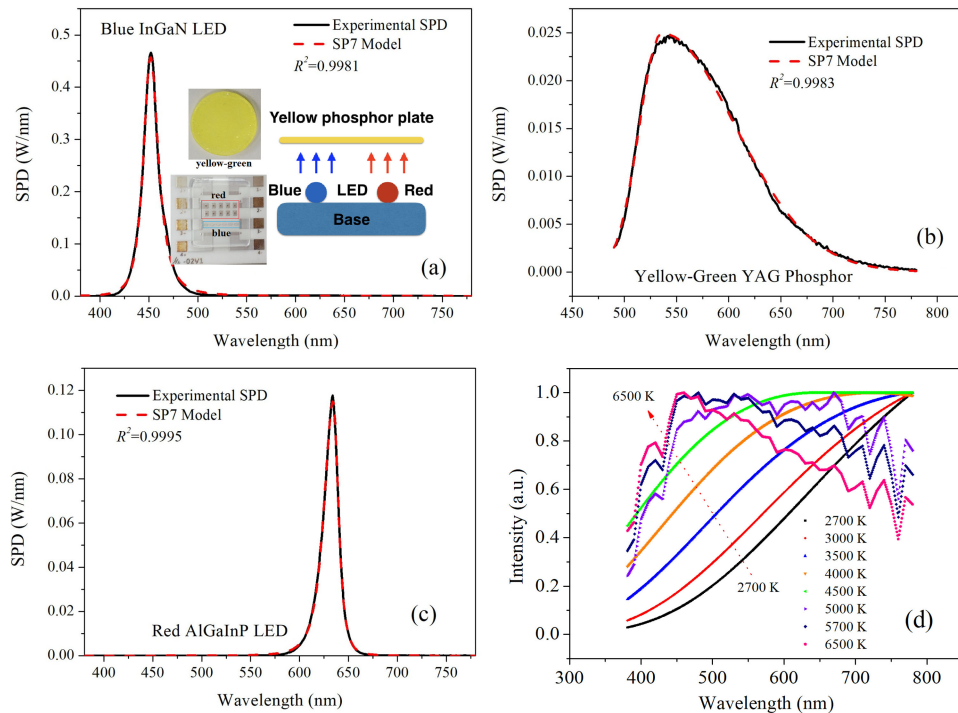 Blue InGaN LED
Experimental SPD
SP7 Model
R²=0.9981
yellow-green
red
blue
-02V1
Yellow phosphor plate
Blue LED Red
Base
(a)
SPD (W/nm)
0.5
0.4
0.3
0.2
0.1
0.0
400 450 500 550 600 650 700 750
Wavelength (nm)
Experimental SPD
SP7 Model
R²=0.9983
(b)
Yellow-Green YAG Phosphor
SPD (W/nm)
0.025
0.020
0.015
0.010
0.005
0.000
450 500 550 600 650 700 750 800
Wavelength (nm)
Experimental SPD
SP7 Model
R²=0.9995
Red AlGaInP LED
(c)
SPD (W/nm)
0.12
0.10
0.08
0.06
0.04
0.02
0.00
400 450 500 550 600 650 700 750
Wavelength (nm)
6500 K
2700 K
2700 K
3000 K
3500 K
4000 K
4500 K
5000 K
5700 K
6500 K
(d)
Intensity (a.u.)
1.0
0.8
0.6
0.4
0.2
0.0
300 400 500 600 700 800 900
Wavelength (nm)